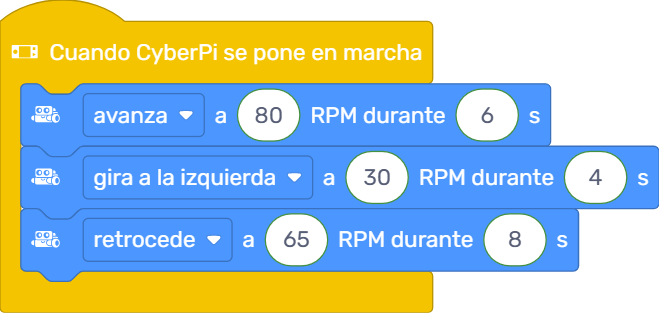 Cuando CyberPi se pone en marcha
avanza a 80 RPM durante 6 s
gira a la izquierda a 30 RPM durante 4 s
retrocede a 65 RPM durante 8 s